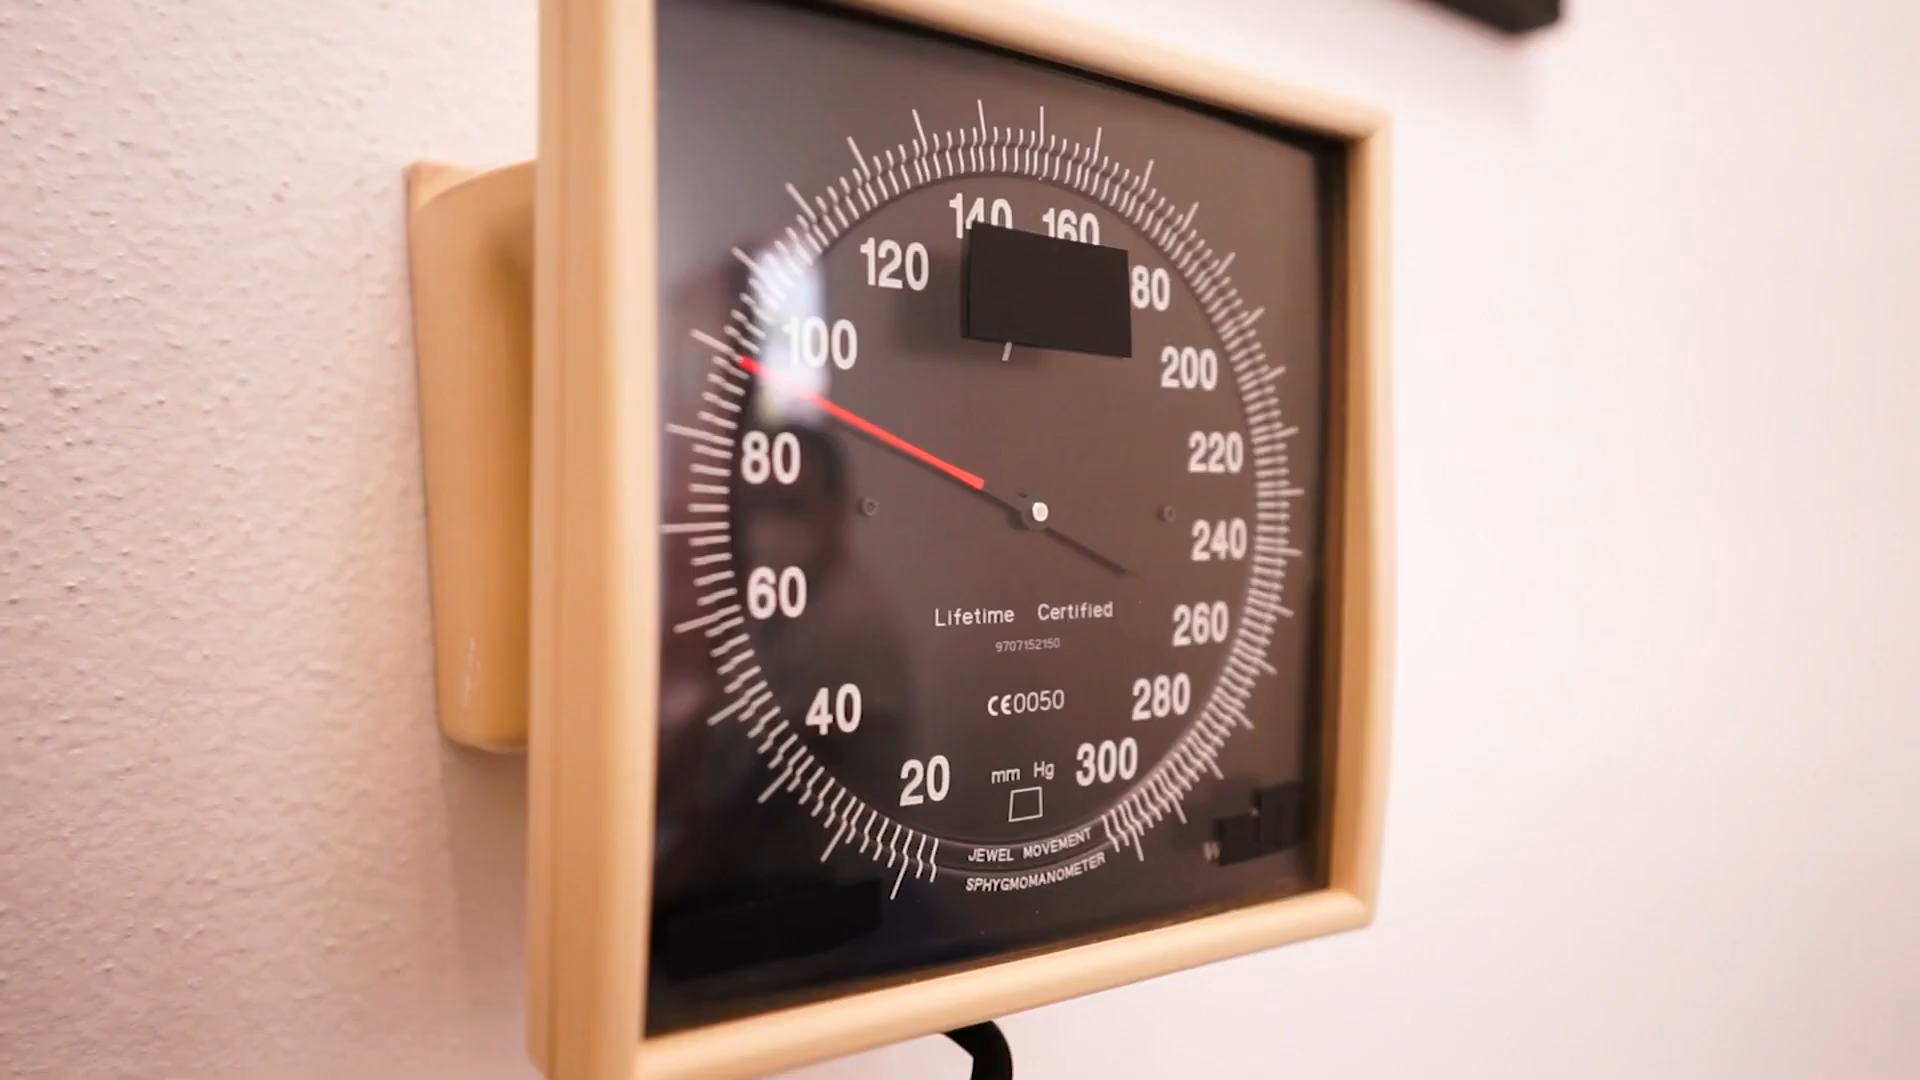 140 160
120
80
100
200
80
220
240
60
260
Lifetime Certified
9707152150
40
280
CE0050
20
mm Hg
300
JEWEL MOVEMENT
SPHYGMOMANOMETER
W